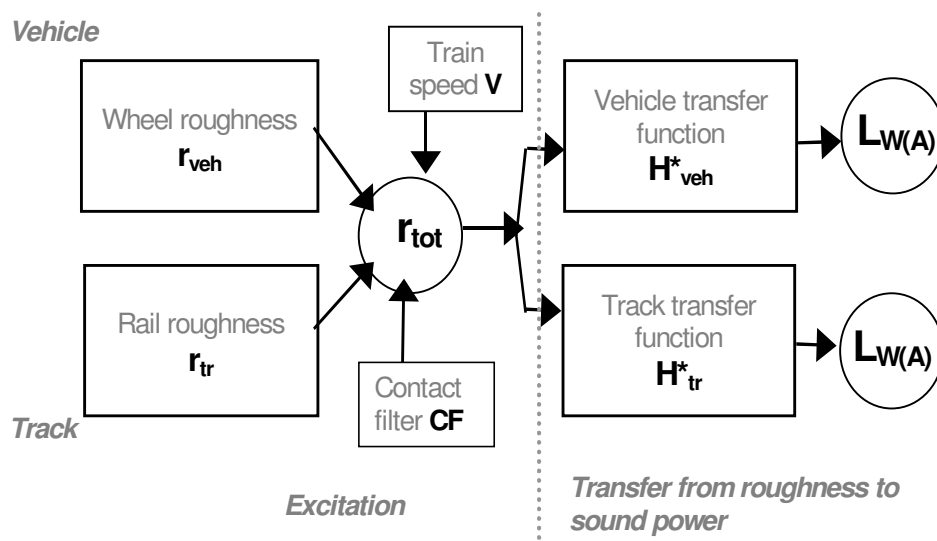 Vehicle
Wheel roughness
r_veh
Train
speed V
Vehicle transfer
function
H*_veh
L_W(A)
r_tot
Rail roughness
r_tr
Track transfer
function
H*_tr
L_W(A)
Contact
filter CF
Track
Excitation
Transfer from roughness to
sound power